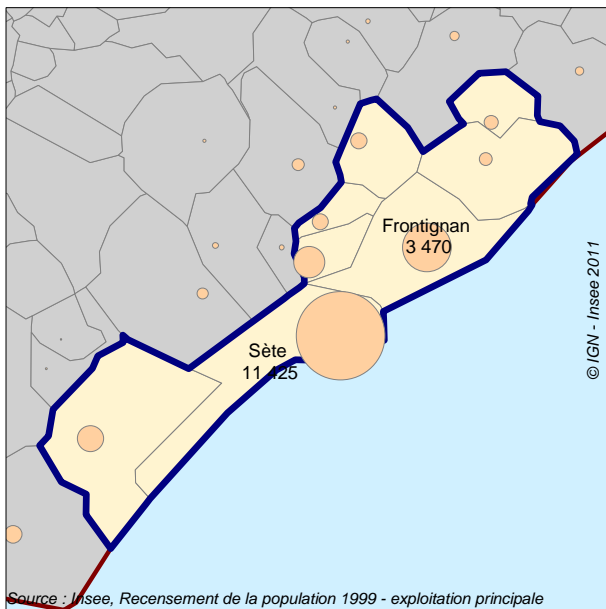 Frontignan
3 470
Sète
11 425
© IGN - Insee 2011
Source : Insee, Recensement de la population 1999 - exploitation principale